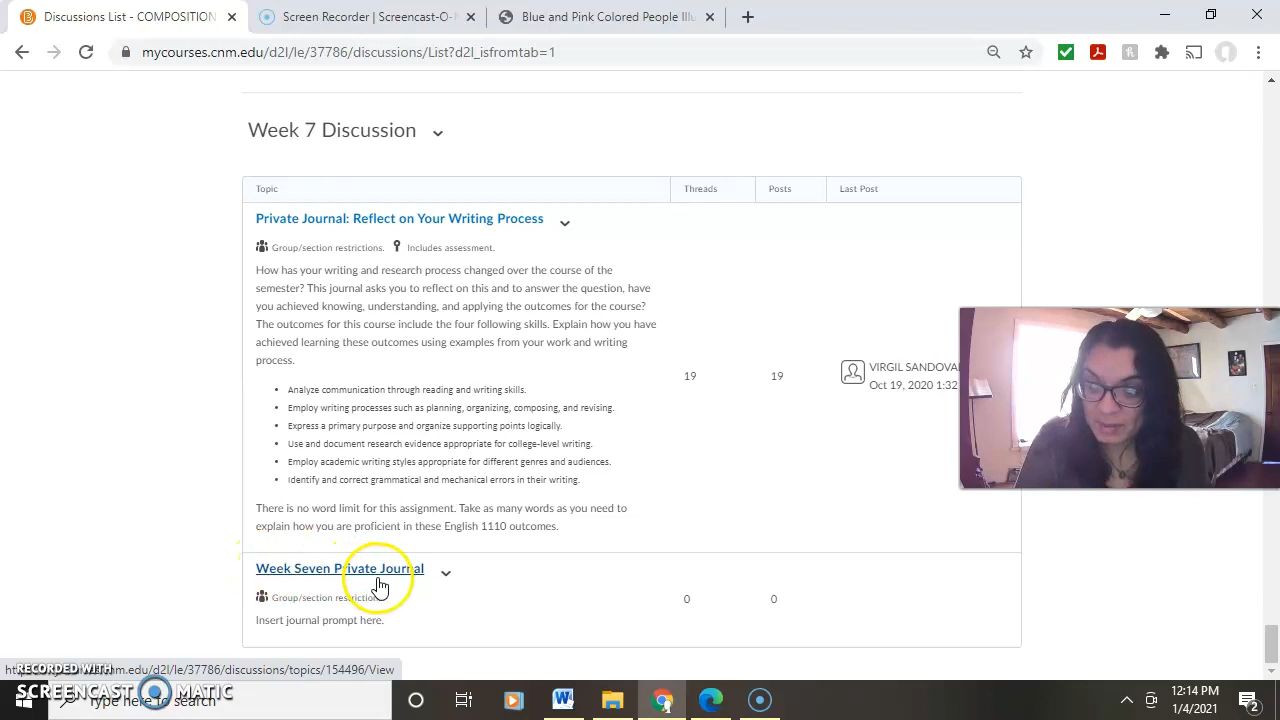 Discussions List - COMPOSITION
Screen Recorder | Screencast-O-M
Blue and Pink Colored People Illu
mycourses.cnm.edu/d2l/le/37786/discussions/List?d2l_isfromtab=1
Week 7 Discussion
Topic
Threads
Posts
Last Post
Private Journal: Reflect on Your Writing Process
Group/section restrictions.
Includes assessment.
How has your writing and research process changed over the course of the
semester? This journal asks you to reflect on this and to answer the question, have
you achieved knowing, understanding, and applying the outcomes for the course?
The outcomes for this course include the four following skills. Explain how you have
achieved learning these outcomes using examples from your work and writing
process.
Analyze communication through reading and writing skills.
Employ writing processes such as planning, organizing, composing, and revising.
Express a primary purpose and organize supporting points logically.
Use and document research evidence appropriate for college-level writing.
Employ academic writing styles appropriate for different genres and audiences.
Identify and correct grammatical and mechanical errors in their writing.
There is no word limit for this assignment. Take as many words as you need to
explain how you are proficient in these English 1110 outcomes.
19
19
VIRGIL SANDOVAL
Oct 19, 2020 1:32
Week Seven Private Journal
Group/section restriction
Insert journal prompt here.
0
0
cnm.edu/d2l/le/37786/discussions/topics/154496/View
RECORDED WITH
SCREENCAST MATIC
Type here to search
12:14 PM
1/4/2021
2